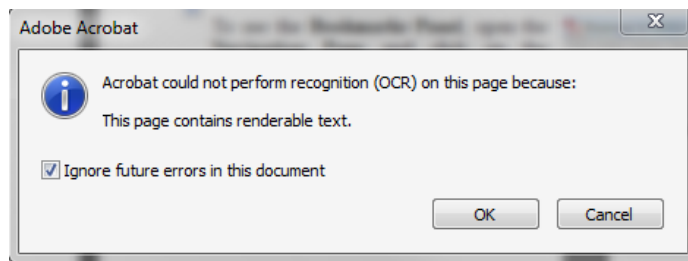 Adobe Acrobat
Acrobat could not perform recognition (OCR) on this page because:
This page contains renderable text.
Ignore future errors in this document
OK
Cancel